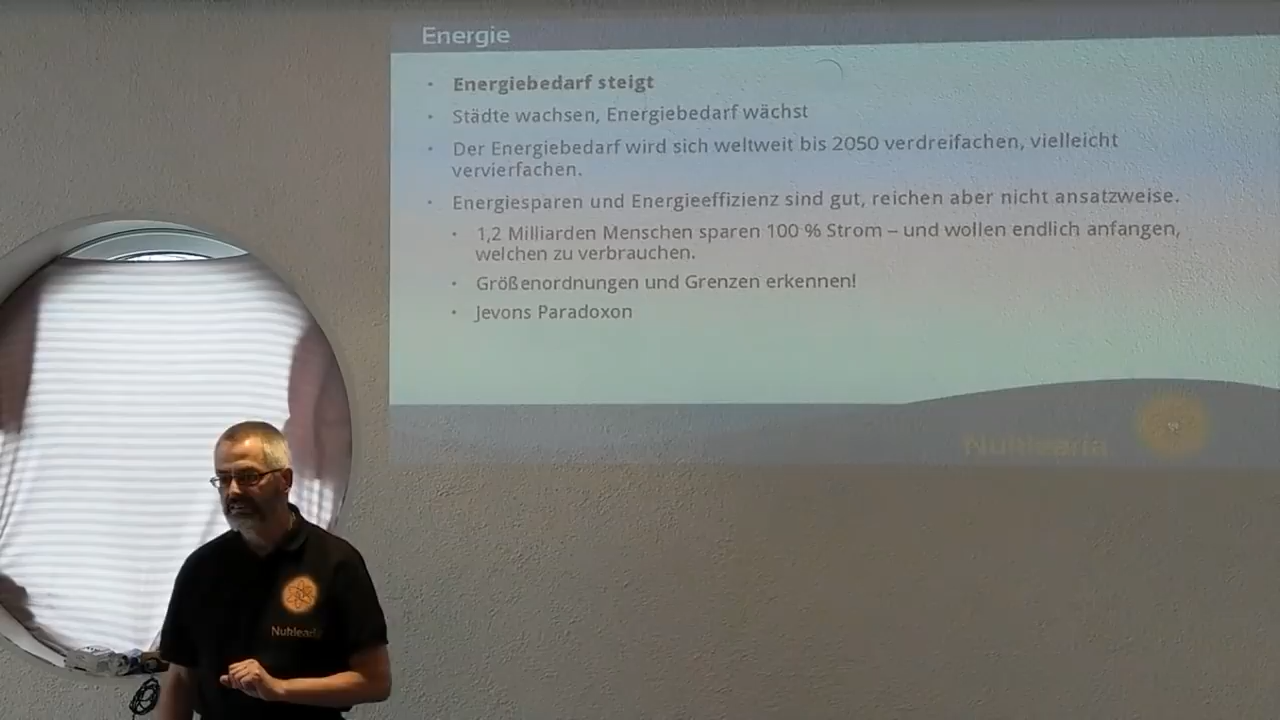 Energie
Energiebedarf steigt
Städte wachsen, Energiebedarf wächst
Der Energiebedarf wird sich weltweit bis 2050 verdreifachen, vielleicht
vervierfachen.
Energiesparen und Energieeffizienz sind gut, reichen aber nicht ansatzweise.
1,2 Milliarden Menschen sparen 100 % Strom – und wollen endlich anfangen,
welchen zu verbrauchen.
Größenordnungen und Grenzen erkennen!
Jevons Paradoxon
Nuklearia
Nuklearia